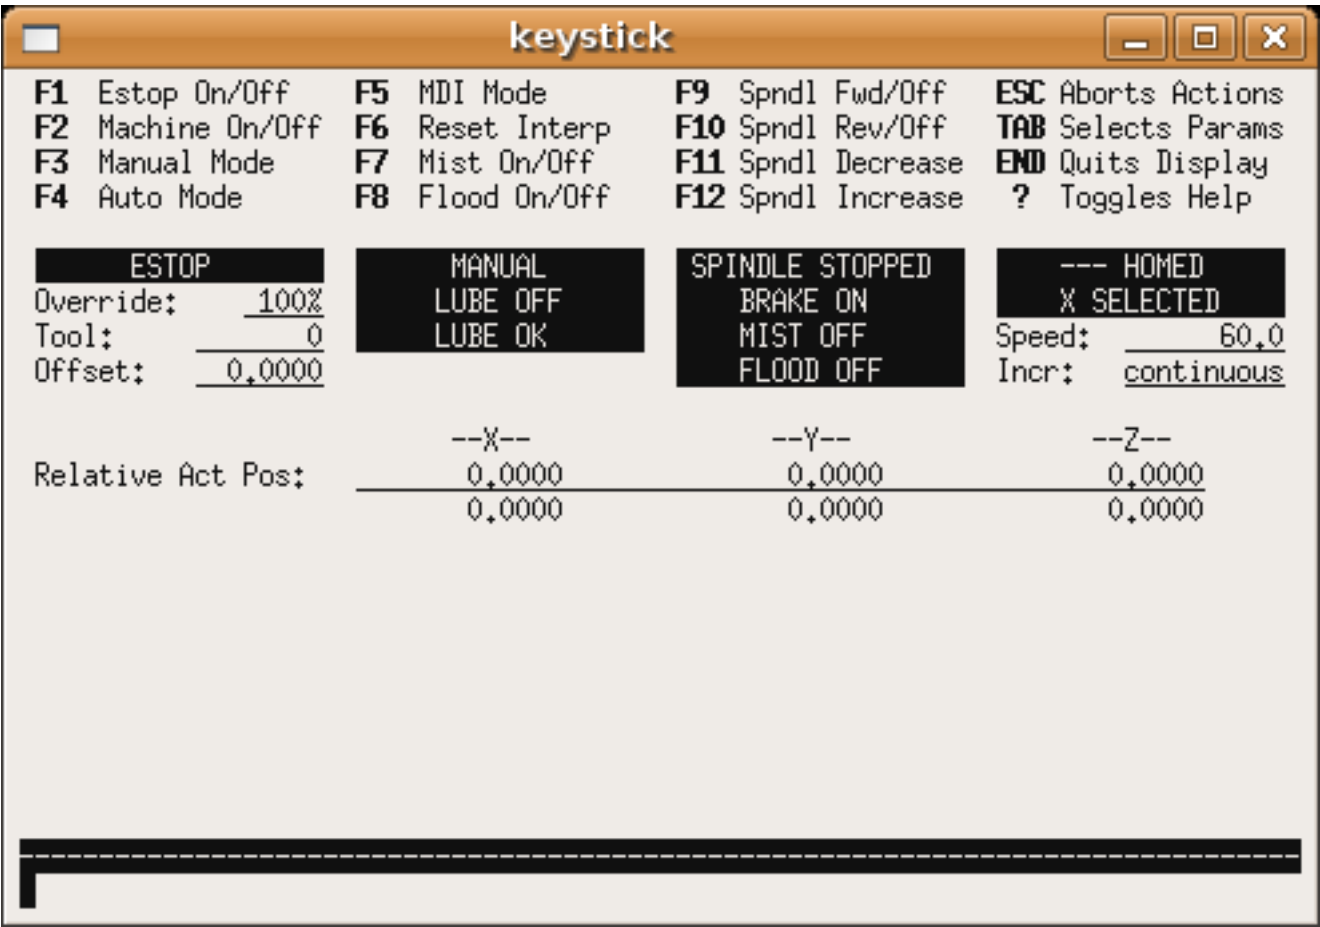 keystick
F1 Estop On/Off F5 MDI Mode F9 Spndl Fwd/Off ESC Aborts Actions
F2 Machine On/Off F6 Reset Interp F10 Spndl Rev/Off TAB Selects Params
F3 Manual Mode F7 Mist On/Off F11 Spndl Decrease END Quits Display
F4 Auto Mode F8 Flood On/Off F12 Spndl Increase ? Toggles Help
ESTOP MANUAL SPINDLE STOPPED --- HOMED
Override: 100% LUBE OFF BRAKE ON X SELECTED
Tool: 0 LUBE OK MIST OFF Speed: 60.0
Offset: 0.0000 FLOOD OFF Incr: continuous
--X-- --Y-- --Z--
Relative Act Pos: 0.0000 0.0000 0.0000
0.0000 0.0000 0.0000
--------------------------------------------------------------------------------